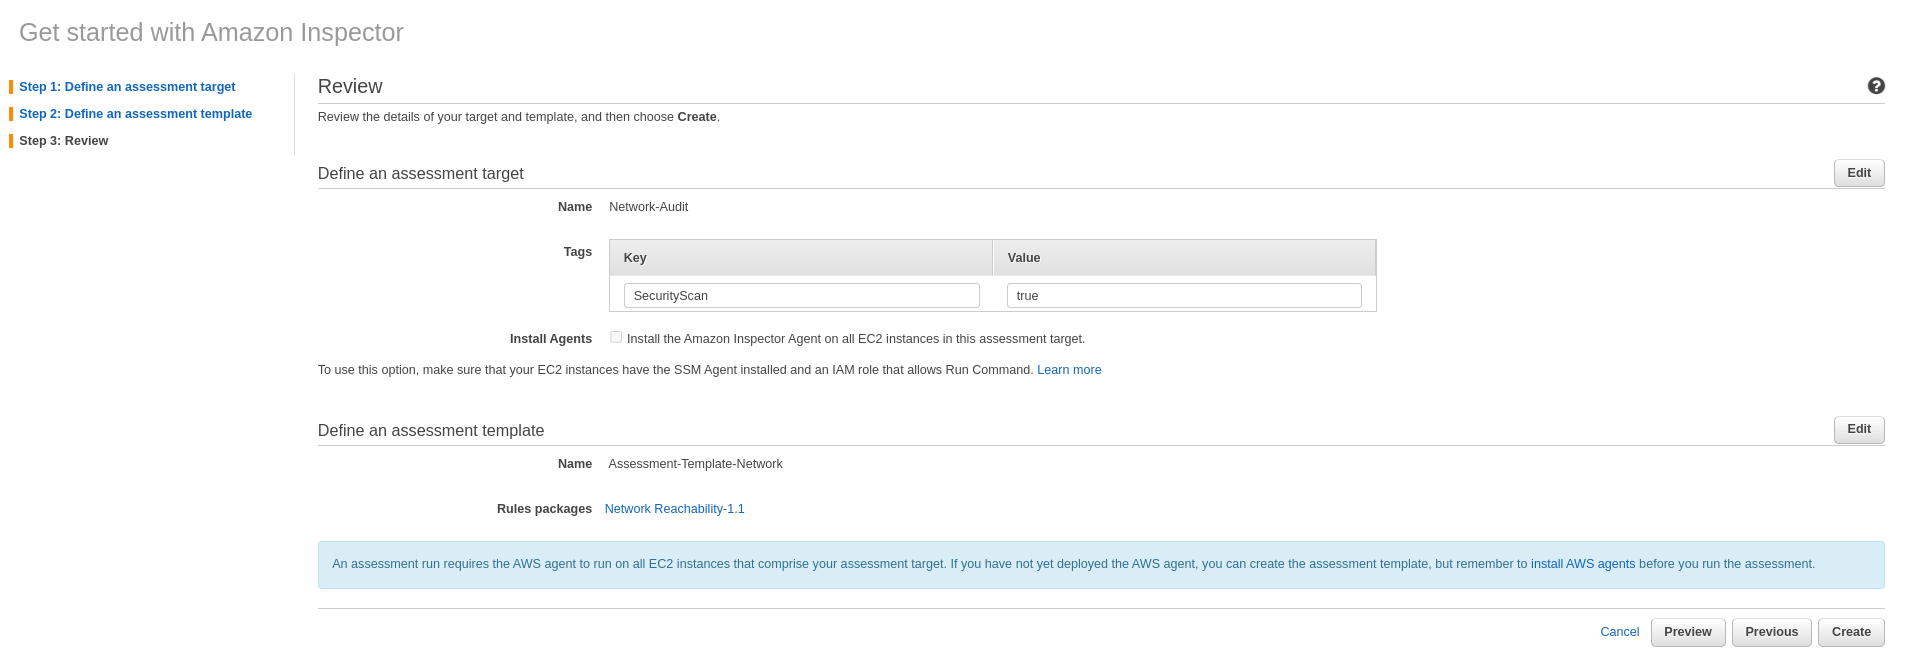 Get started with Amazon Inspector
Step 1: Define an assessment target
Step 2: Define an assessment template
Step 3: Review
Review
Review the details of your target and template, and then choose Create.
Define an assessment target
Edit
Name Network-Audit
Tags
Key Value
SecurityScan true
Install Agents Install the Amazon Inspector Agent on all EC2 instances in this assessment target.
To use this option, make sure that your EC2 instances have the SSM Agent installed and an IAM role that allows Run Command. Learn more
Define an assessment template
Edit
Name Assessment-Template-Network
Rules packages Network Reachability-1.1
An assessment run requires the AWS agent to run on all EC2 instances that comprise your assessment target. If you have not yet deployed the AWS agent, you can create the assessment template, but remember to install AWS agents before you run the assessment.
Cancel Preview Previous Create